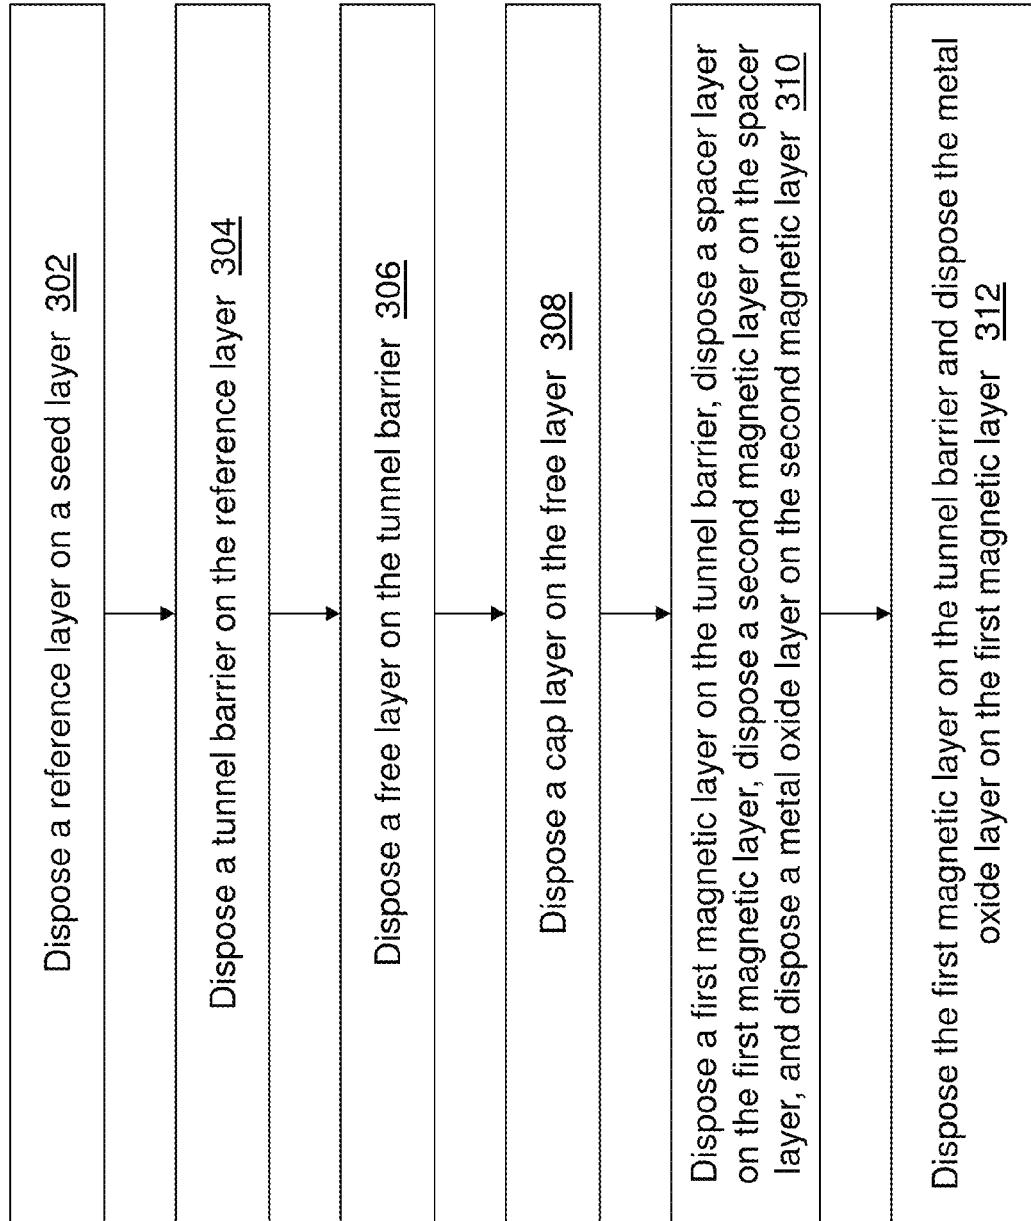 Dispose a reference layer on a seed layer 302
Dispose a tunnel barrier on the reference layer 304
Dispose a free layer on the tunnel barrier 306
Dispose a cap layer on the free layer 308
Dispose a first magnetic layer on the tunnel barrier, dispose a spacer layer
on the first magnetic layer, dispose a second magnetic layer on the spacer
layer, and dispose a metal oxide layer on the second magnetic layer 310
Dispose the first magnetic layer on the tunnel barrier and dispose the metal
oxide layer on the first magnetic layer 312